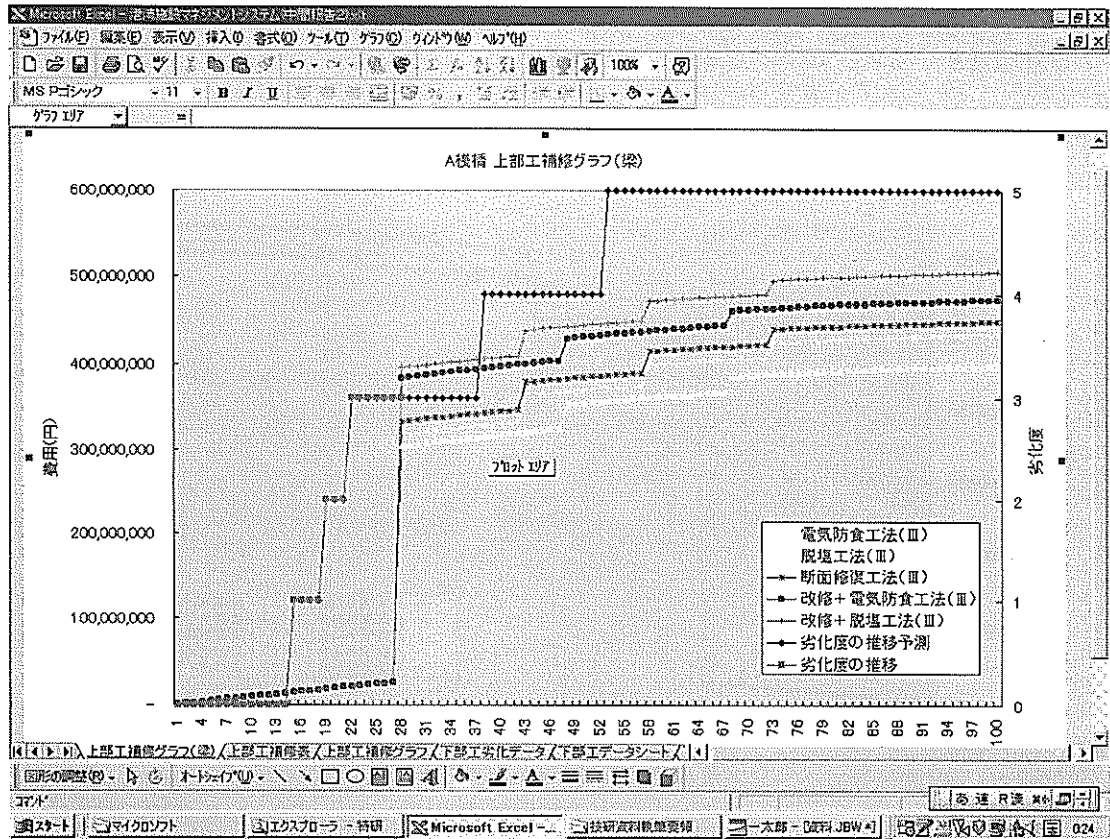 Microsoft Excel - 港湾施設マネジメントシステム中間報告2.xls
ファイル(F) 編集(E) 表示(V) 挿入(I) 書式(O) ツール(T) グラフ(C) ウィンドウ(W) ヘルプ(H)
100%
MS Pゴシック 11 B I U
グラフ エリア =
A桟橋 上部工補修グラフ(梁)
600,000,000
500,000,000
400,000,000
300,000,000
200,000,000
100,000,000
-
費用(円)
5
4
3
2
1
0
劣化度
プロット エリア
電気防食工法(Ⅲ)
脱塩工法(Ⅲ)
断面修復工法(Ⅲ)
改修+電気防食工法(Ⅲ)
改修+脱塩工法(Ⅲ)
劣化度の推移予測
劣化度の推移
1 4 7 10 13 16 19 22 25 28 31 34 37 40 43 46 49 52 55 58 61 64 67 70 73 76 79 82 85 88 91 94 97 100
上部工補修グラフ(梁) 上部工補修表 上部工補修グラフ 下部工劣化データ 下部工データシート
図形の調整(R) オートシェイプ(U)
コマンド
あ 連 R漢
スタート マイクロソフト エクスプローラ - 特研 Microsoft Excel - 技研資料執筆要領 一太郎 - [資料.JBW *]